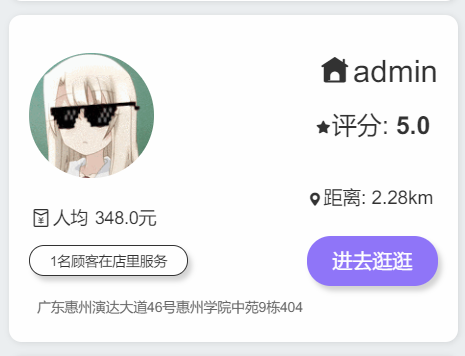 admin
评分: 5.0
距离: 2.28km
人均 348.0元
1名顾客在店里服务
进去逛逛
广东惠州演达大道46号惠州学院中苑9栋404